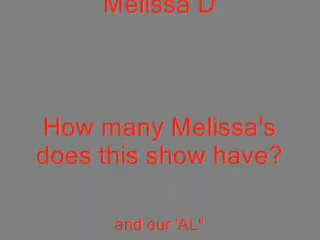 Melissa D
How many Melissa's
does this show have?
and our 'AL'